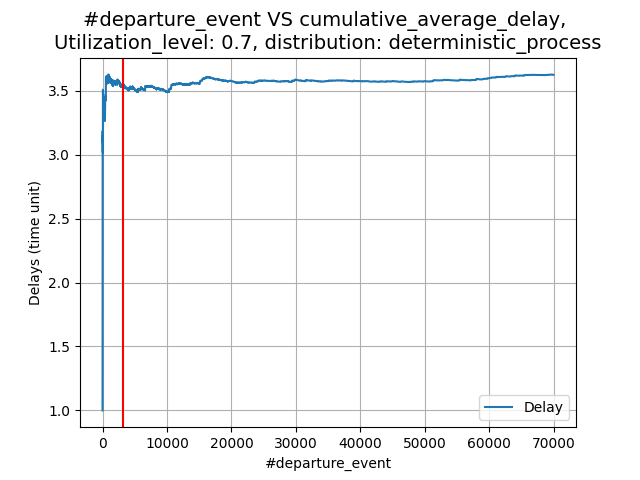 #departure_event VS cumulative_average_delay,
Utilization_level: 0.7, distribution: deterministic_process
3.5
3.0
2.5
2.0
1.5
1.0
Delays (time unit)
Delay
0 10000 20000 30000 40000 50000 60000 70000
#departure_event